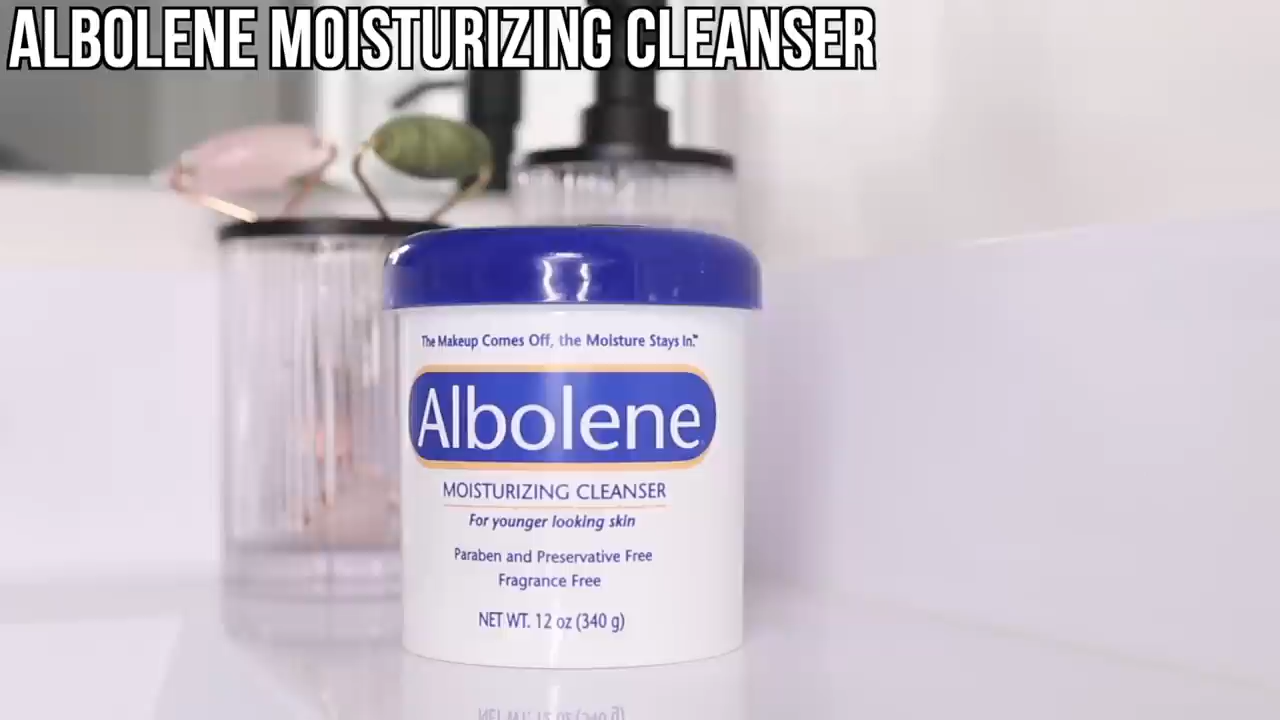 ALBOLENE MOISTURIZING CLEANSER
The Makeup Comes Off, the Moisture Stays In.™
Albolene
MOISTURIZING CLEANSER
For younger looking skin
Paraben and Preservative Free
Fragrance Free
NET WT. 12 oz (340 g)